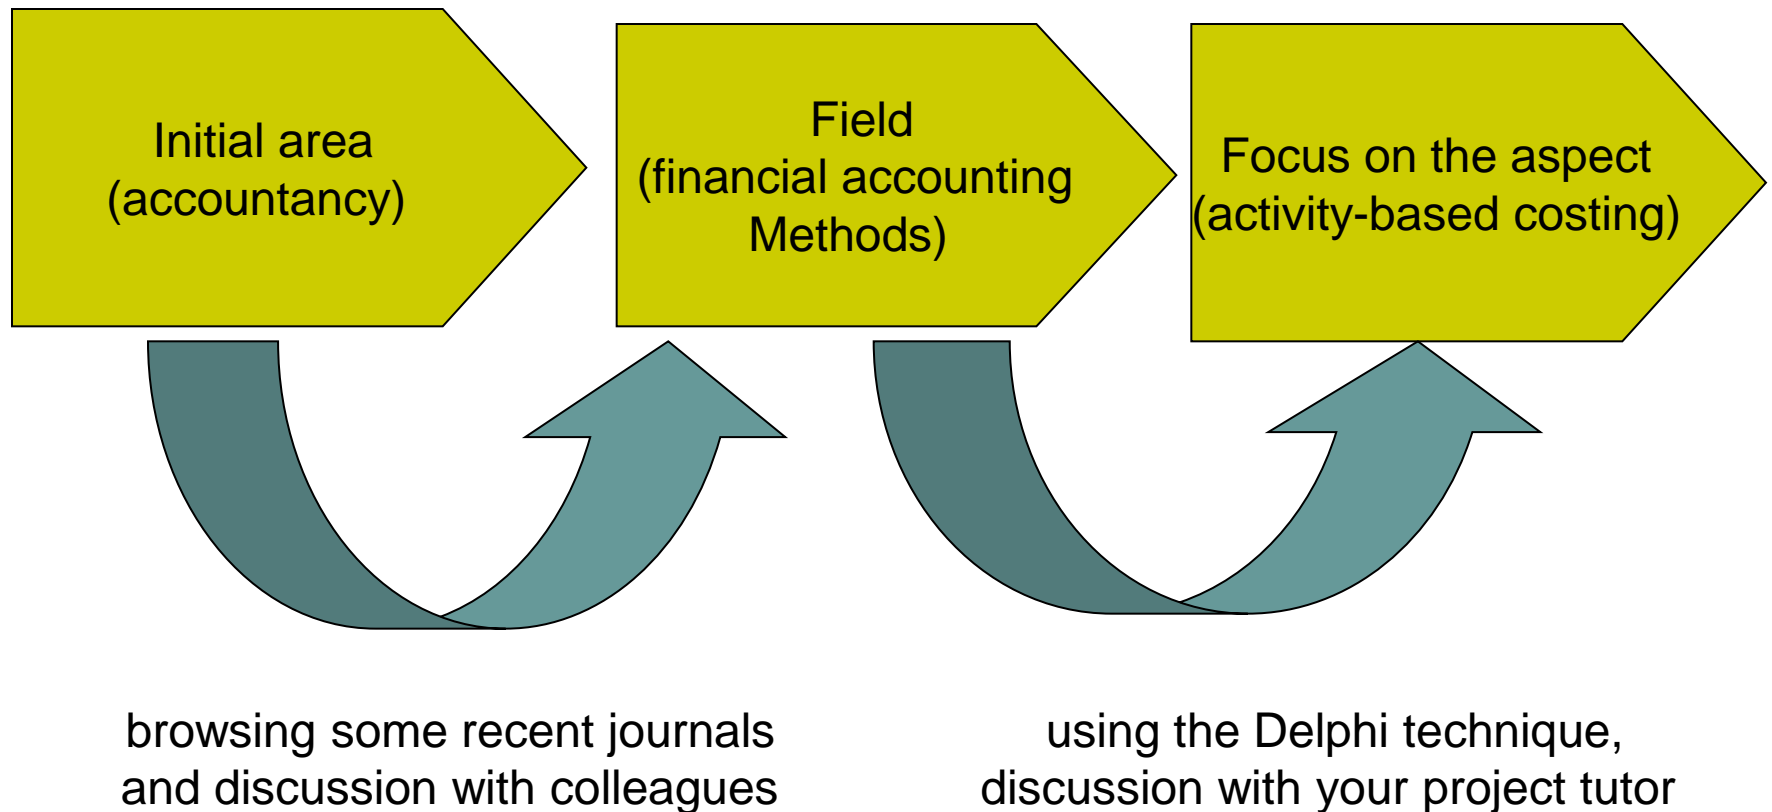 Initial area
(accountancy)
Field
(financial accounting
Methods)
Focus on the aspect
(activity-based costing)
browsing some recent journals
and discussion with colleagues
using the Delphi technique,
discussion with your project tutor